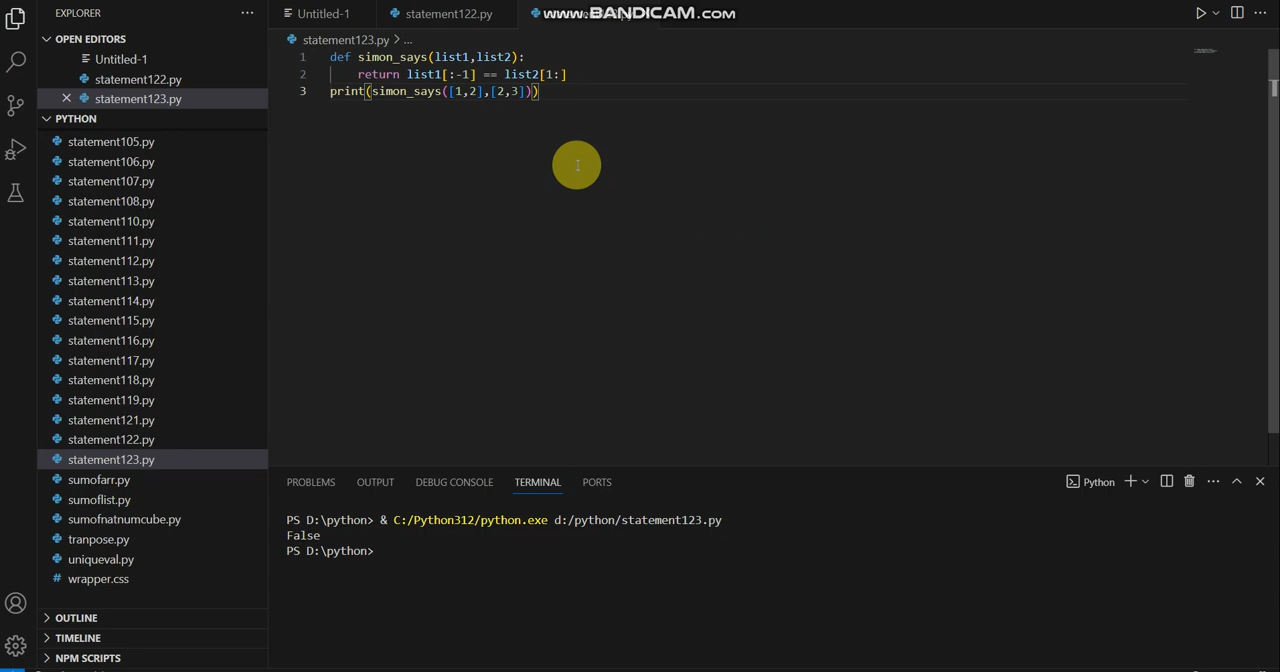 EXPLORER
OPEN EDITORS
Untitled-1
statement122.py
statement123.py
PYTHON
statement105.py
statement106.py
statement107.py
statement108.py
statement110.py
statement111.py
statement112.py
statement113.py
statement114.py
statement115.py
statement116.py
statement117.py
statement118.py
statement119.py
statement121.py
statement122.py
statement123.py
sumofarr.py
sumoflist.py
sumofnatnumcube.py
tranpose.py
uniqueval.py
# wrapper.css
OUTLINE
TIMELINE
NPM SCRIPTS
Untitled-1
statement122.py
www.BANDICAM.com
statement123.py > ...
1 def simon_says(list1,list2):
2 return list1[:-1] == list2[1:]
3 print(simon_says([1,2],[2,3]))
PROBLEMS OUTPUT DEBUG CONSOLE TERMINAL PORTS
Python
PS D:\python> & C:/Python312/python.exe d:/python/statement123.py
False
PS D:\python>